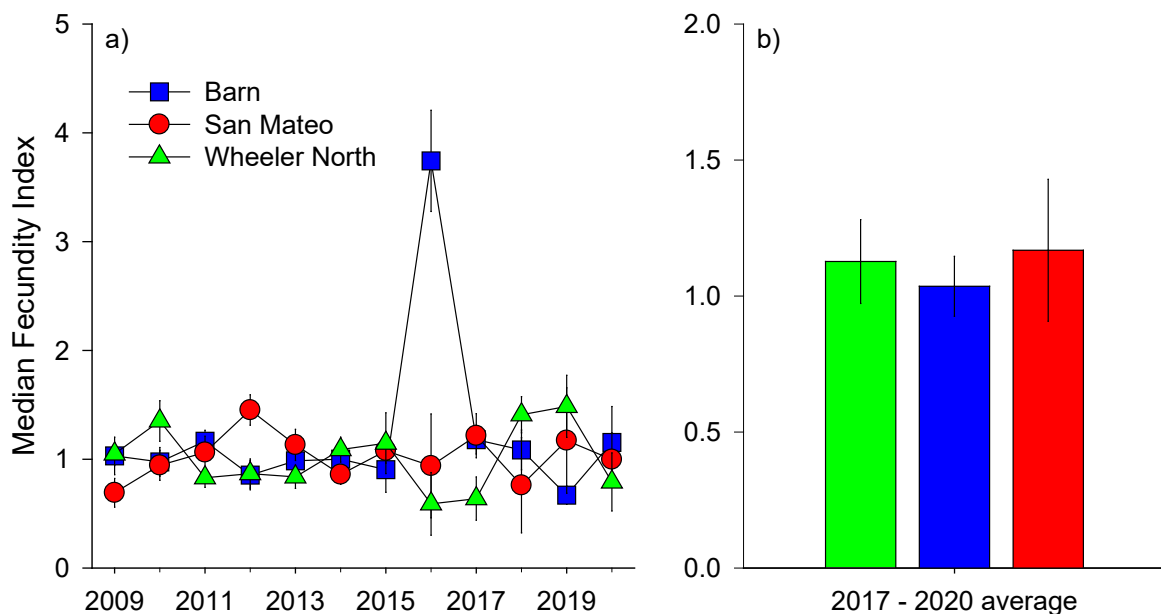 Median Fecundity Index
a)
Barn
San Mateo
Wheeler North
5
4
3
2
1
0
2009 2011 2013 2015 2017 2019
b)
2.0
1.5
1.0
0.5
0.0
2017 - 2020 average